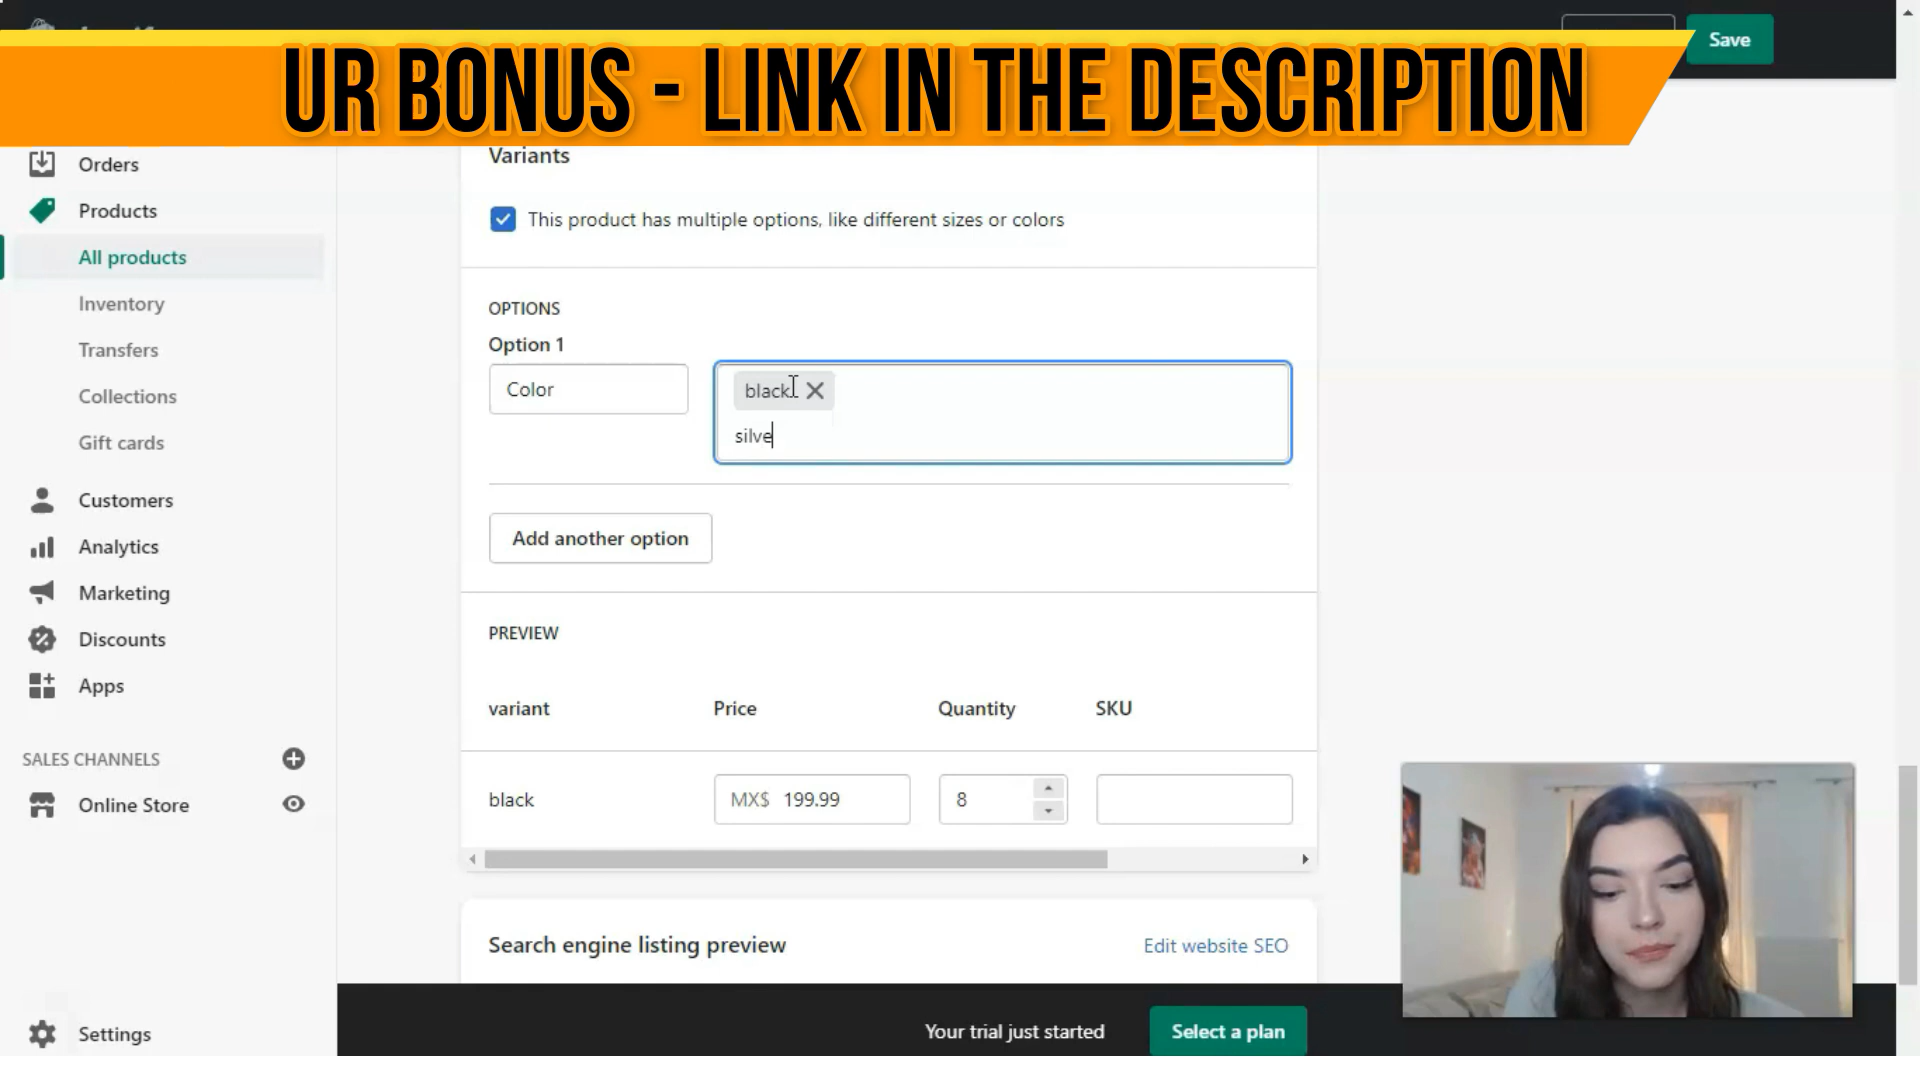 UR BONUS - LINK IN THE DESCRIPTION
Save
Orders
Products
All products
Inventory
Transfers
Collections
Gift cards
Customers
Analytics
Marketing
Discounts
Apps
SALES CHANNELS
Online Store
Settings
Variants
This product has multiple options, like different sizes or colors
OPTIONS
Option 1
Color
black
silve
Add another option
PREVIEW
variant Price Quantity SKU
black MX$ 199.99 8
Search engine listing preview Edit website SEO
Your trial just started Select a plan